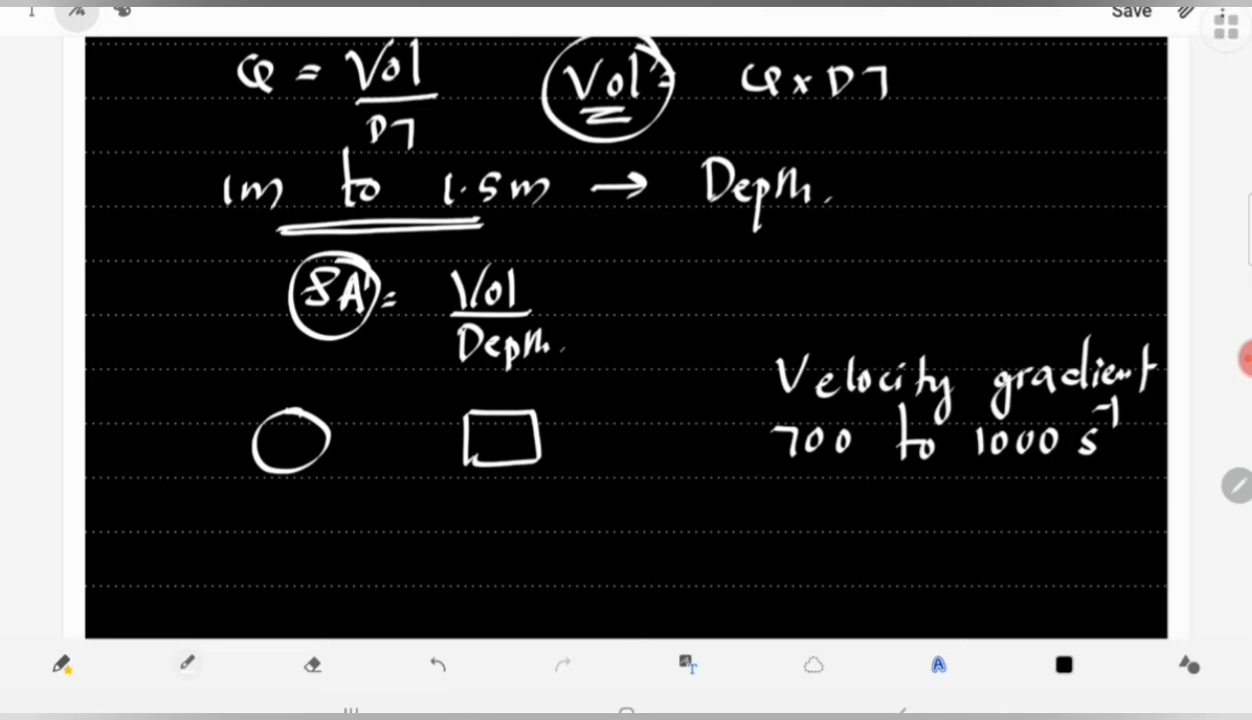 Save
Q = Vol / DT   Vol = Q x DT
1m to 1.5m → Depth.
SA = Vol / Depth.
Velocity gradient
700 to 1000 s⁻¹